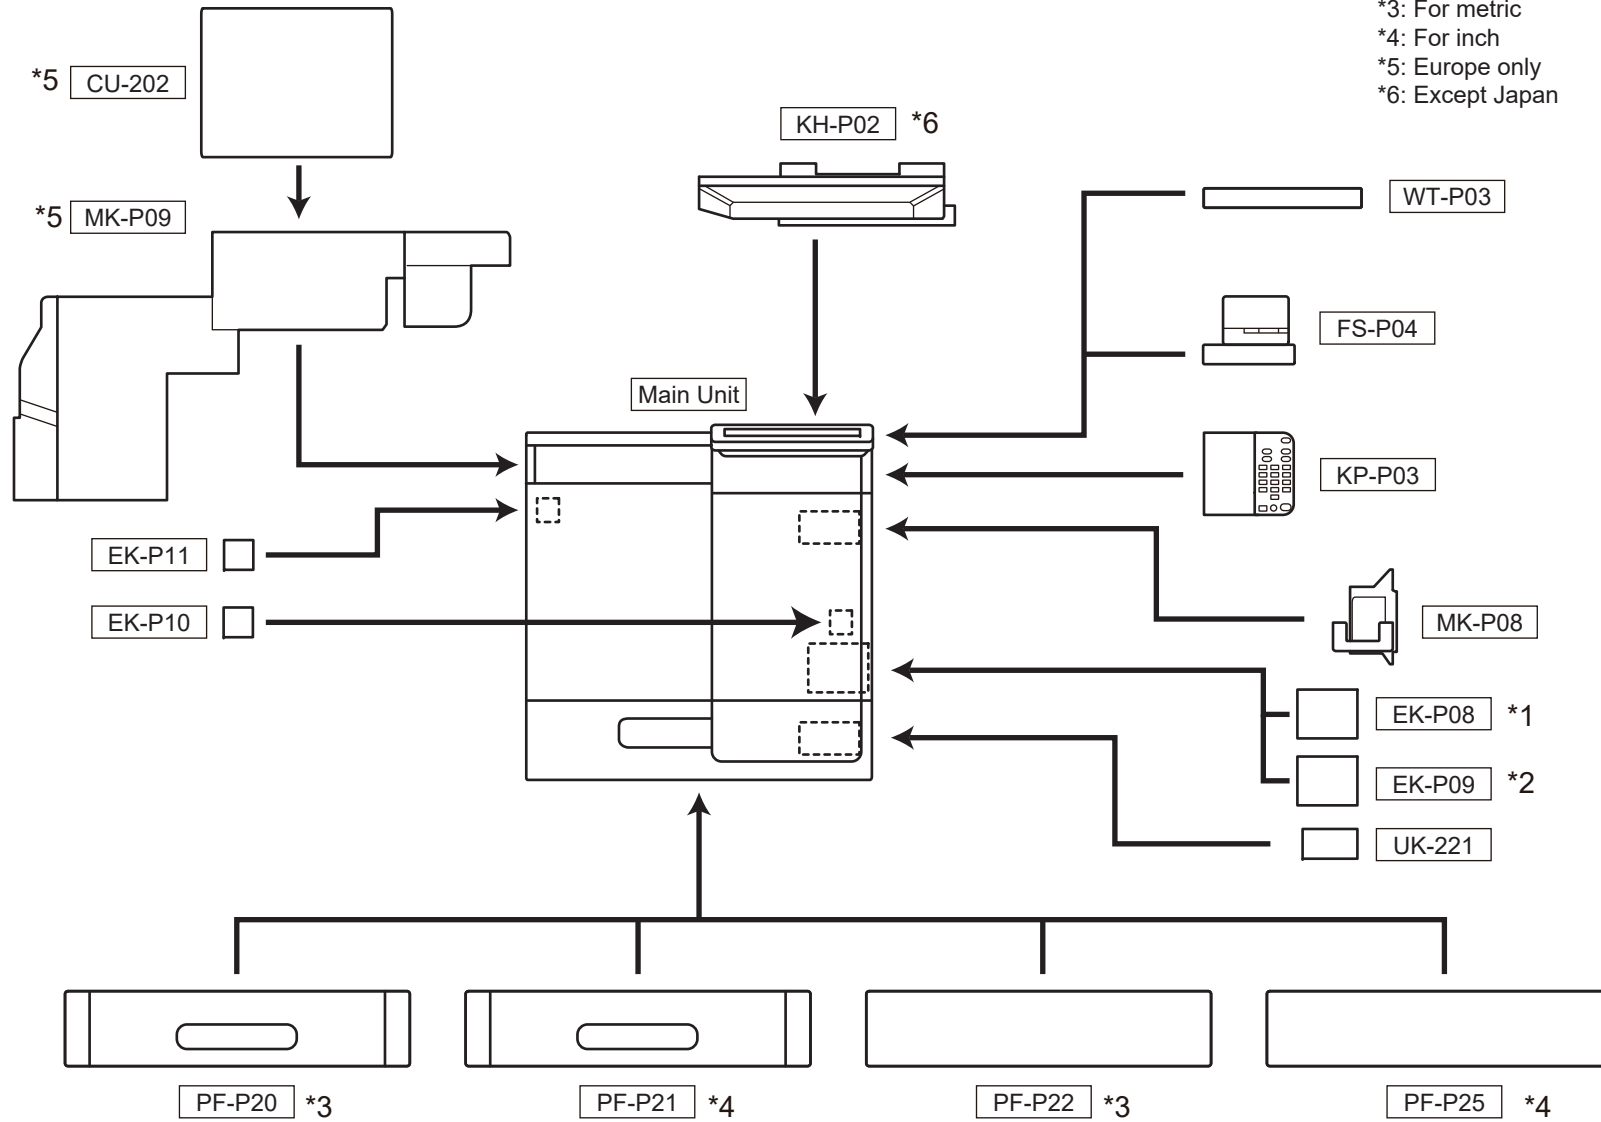 *3: For metric
*4: For inch
*5: Europe only
*6: Except Japan
*5 CU-202
KH-P02 *6
*5 MK-P09
WT-P03
FS-P04
Main Unit
KP-P03
EK-P11
EK-P10
MK-P08
EK-P08 *1
EK-P09 *2
UK-221
PF-P20 *3
PF-P21 *4
PF-P22 *3
PF-P25 *4